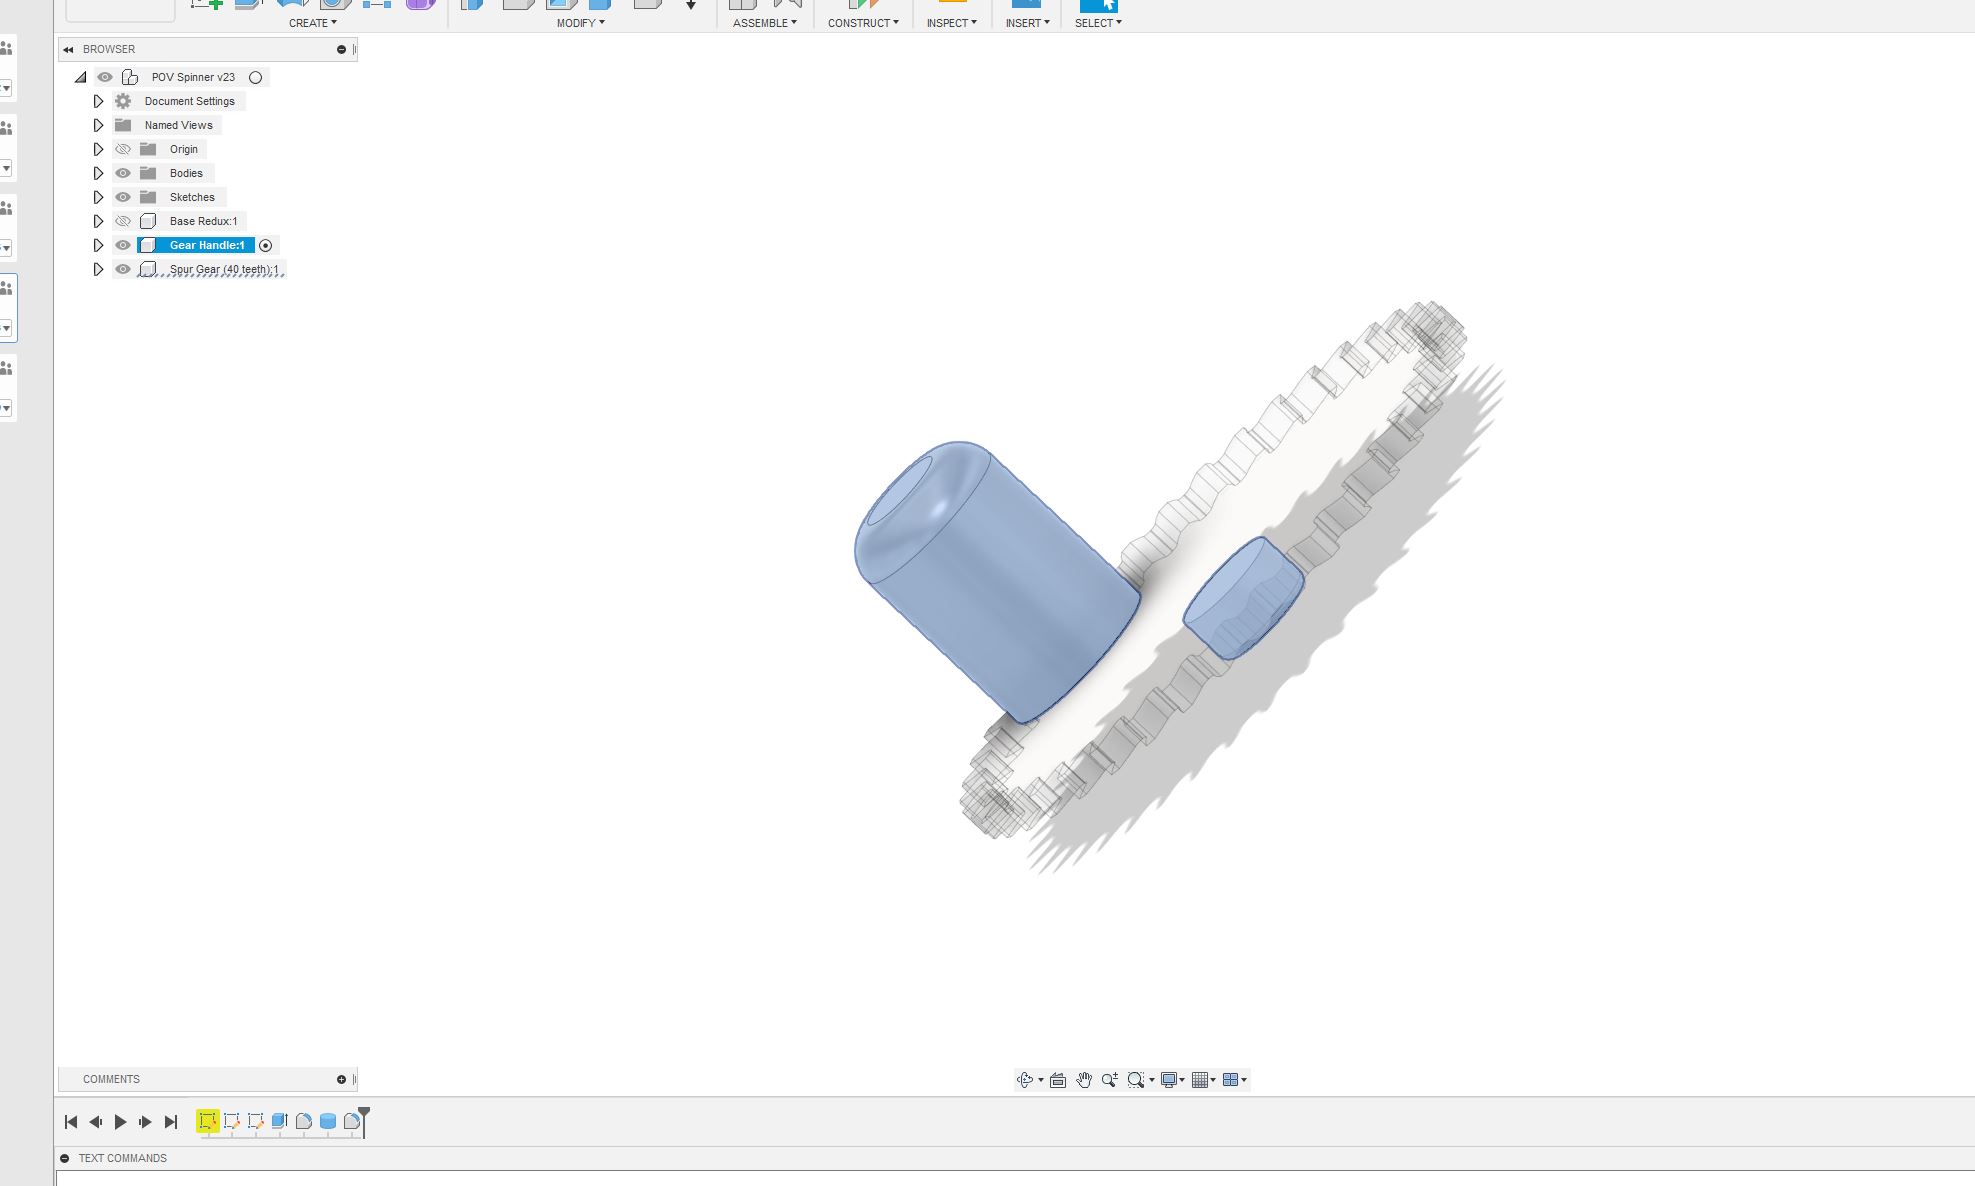 CREATE MODIFY ASSEMBLE CONSTRUCT INSPECT INSERT SELECT
BROWSER
POV Spinner v23
Document Settings
Named Views
Origin
Bodies
Sketches
Base Redux:1
Gear Handle:1
Spur Gear (40 teeth):1
COMMENTS
TEXT COMMANDS